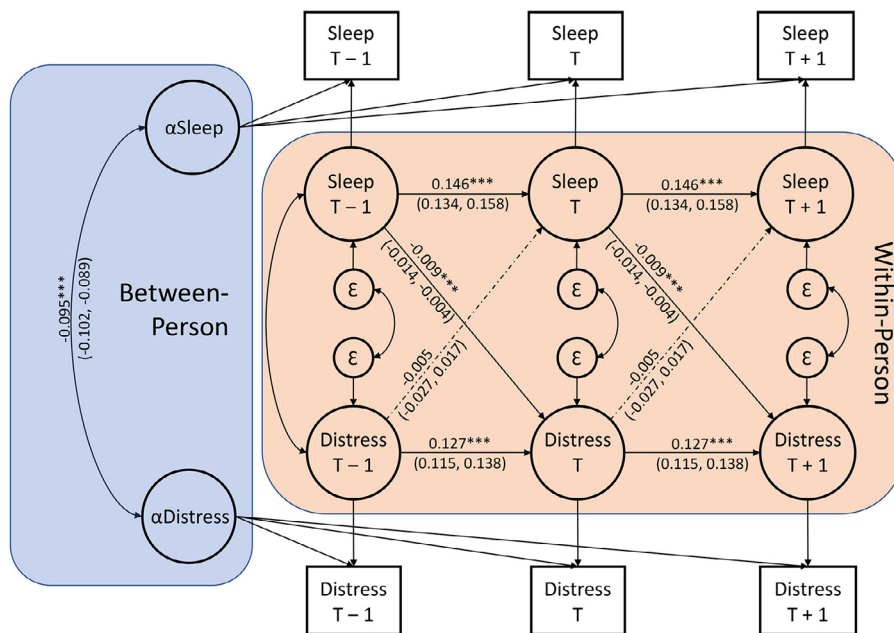 Sleep
T – 1
Sleep
T
Sleep
T + 1
αSleep
Sleep
T – 1
0.146***
(0.134, 0.158)
Sleep
T
0.146***
(0.134, 0.158)
Sleep
T + 1
-0.009***
(-0.014, -0.004)
-0.009***
(-0.014, -0.004)
-0.095***
(-0.102, -0.089)
Between-
Person
Within-Person
ε
ε
ε
ε
ε
ε
-0.005
(-0.027, 0.017)
-0.005
(-0.027, 0.017)
Distress
T – 1
0.127***
(0.115, 0.138)
Distress
T
0.127***
(0.115, 0.138)
Distress
T + 1
αDistress
Distress
T – 1
Distress
T
Distress
T + 1